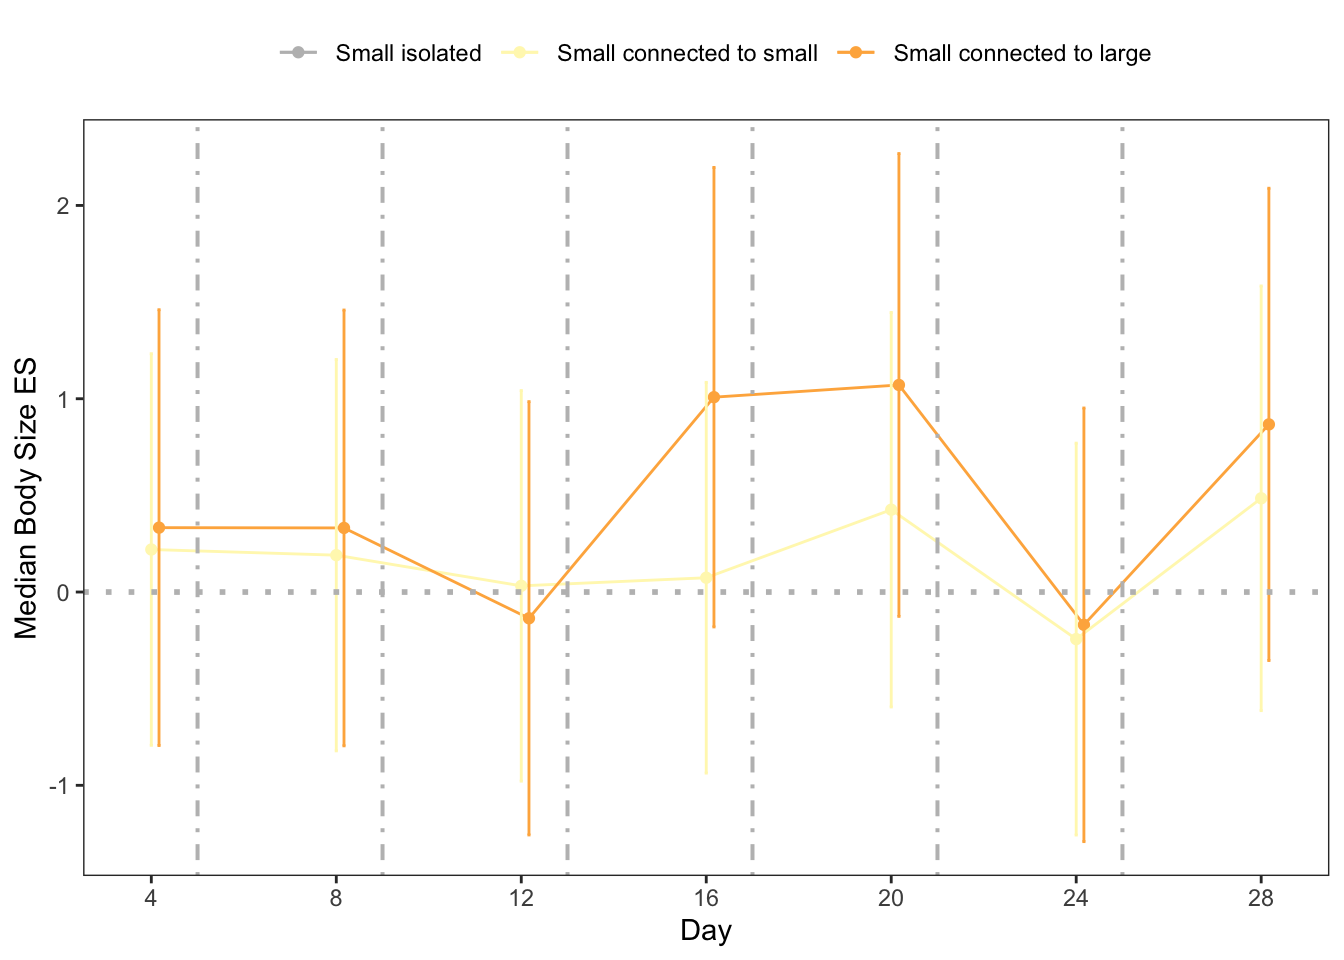 Small isolated Small connected to small Small connected to large
Median Body Size ES
2
1
0
-1
4 8 12 16 20 24 28
Day